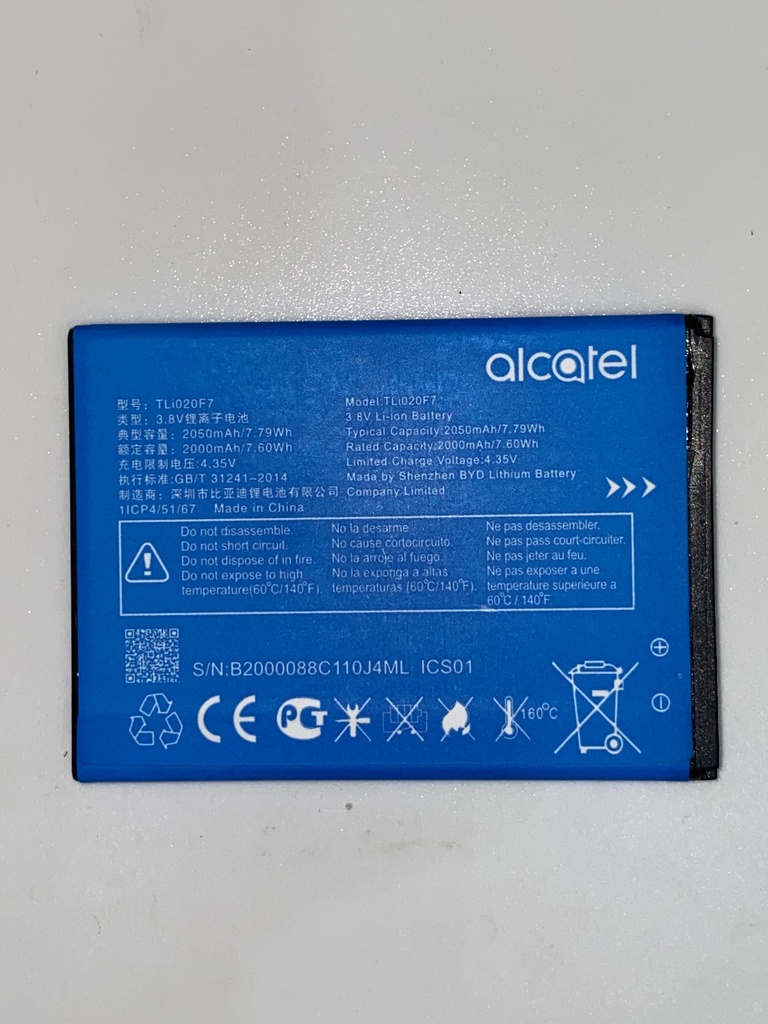 alcatel
型号: TLi020F7
类型: 3.8V锂离子电池
典型容量: 2050mAh/7.79Wh
额定容量: 2000mAh/7.60Wh
充电限制电压: 4.35V
执行标准: GB/T 31241-2014
制造商: 深圳市比亚迪锂电池有限公司
1ICP4/51/67 Made in China
Model:TLi020F7
3.8V Li-ion Battery
Typical Capacity:2050mAh/7.79Wh
Rated Capacity:2000mAh/7.60Wh
Limited Charge Voltage:4.35V
Made by Shenzhen BYD Lithium Battery
Company Limited
Do not disassemble.
Do not short circuit.
Do not dispose of in fire.
Do not expose to high
temperature(60°C/140°F).
No la desarme.
No cause cortocircuito.
No la arroje al fuego.
No la exponga a altas
temperaturas (60°C/140°F).
Ne pas desassembler.
Ne pas pass court-circuiter.
Ne pas jeter au feu.
Ne pas exposer a une
temperature superieure a
60°C / 140°F
S/N:B2000088C110J4ML ICS01
CE
PCT
160°C